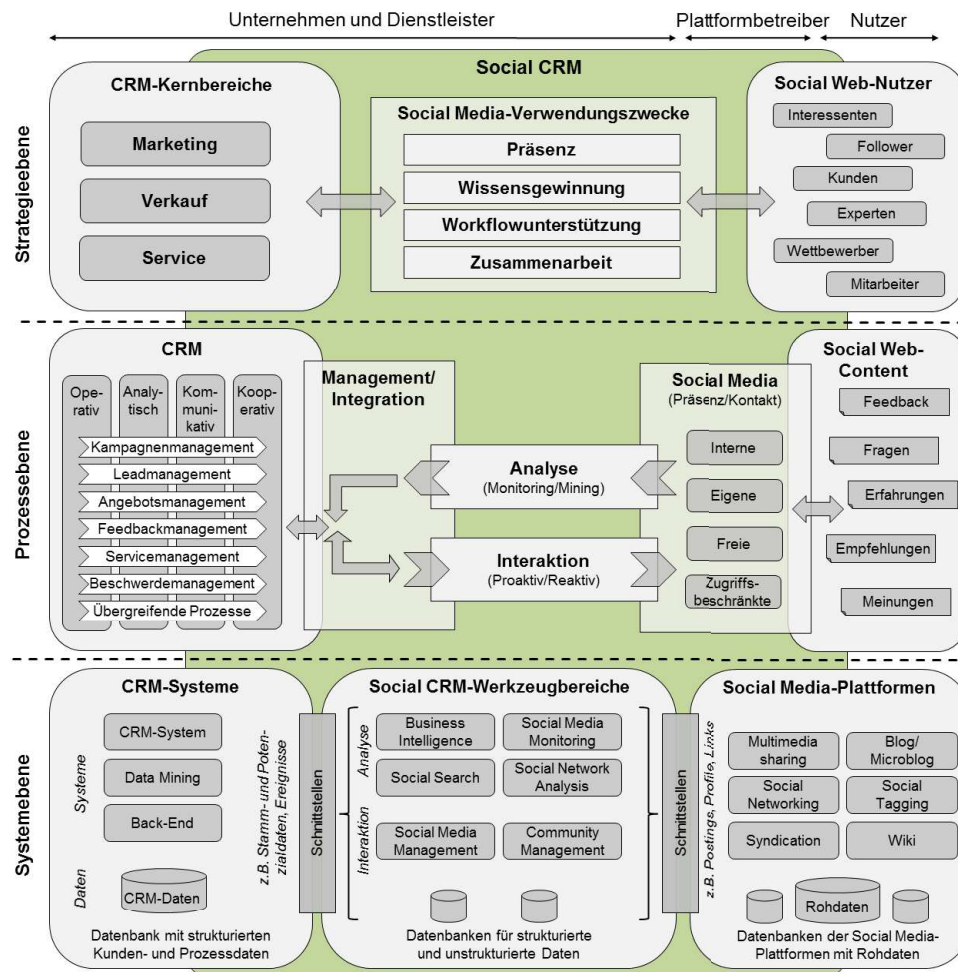 Unternehmen und Dienstleister
Plattformbetreiber
Nutzer
Strategieebene
CRM-Kernbereiche
Marketing
Verkauf
Service
Social CRM
Social Media-Verwendungszwecke
Präsenz
Wissensgewinnung
Workflowunterstützung
Zusammenarbeit
Social Web-Nutzer
Interessenten
Follower
Kunden
Experten
Wettbewerber
Mitarbeiter
Prozessebene
CRM
Ope-
rativ
Analy-
tisch
Kom-
muni-
kativ
Koop-
erativ
Kampagnenmanagement
Leadmanagement
Angebotsmanagement
Feedbackmanagement
Servicemanagement
Beschwerdemanagement
Übergreifende Prozesse
Management/
Integration
Analyse
(Monitoring/Mining)
Interaktion
(Proaktiv/Reaktiv)
Social Media
(Präsenz/Kontakt)
Interne
Eigene
Freie
Zugriffs-
beschränkte
Social Web-
Content
Feedback
Fragen
Erfahrungen
Empfehlungen
Meinungen
Systemebene
CRM-Systeme
Systeme
CRM-System
Data Mining
Back-End
Daten
CRM-Daten
Datenbank mit strukturierten
Kunden- und Prozessdaten
z.B. Stamm- und Poten-
zialdaten, Ereignisse
Schnittstellen
Social CRM-Werkzeugbereiche
Analyse
Business
Intelligence
Social Media
Monitoring
Social Search
Social Network
Analysis
Interaktion
Social Media
Management
Community
Management
Datenbanken für strukturierte
und unstrukturierte Daten
Schnittstellen
z.B. Postings, Profile, Links
Social Media-Plattformen
Multimedia
sharing
Blog/
Microblog
Social
Networking
Social
Tagging
Syndication
Wiki
Rohdaten
Datenbanken der Social Media-
Plattformen mit Rohdaten